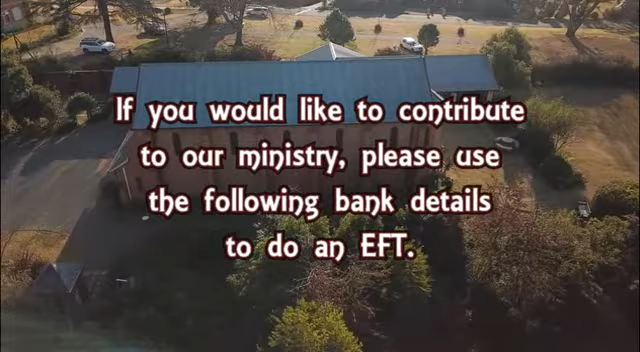 If you would like to contribute
to our ministry, please use
the following bank details
to do an EFT.